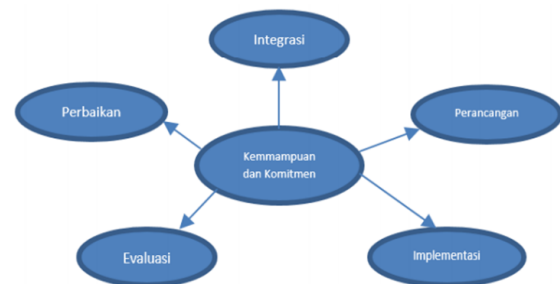 Integrasi
Perbaikan
Perancangan
Kemmampuan
dan Komitmen
Evaluasi
Implementasi